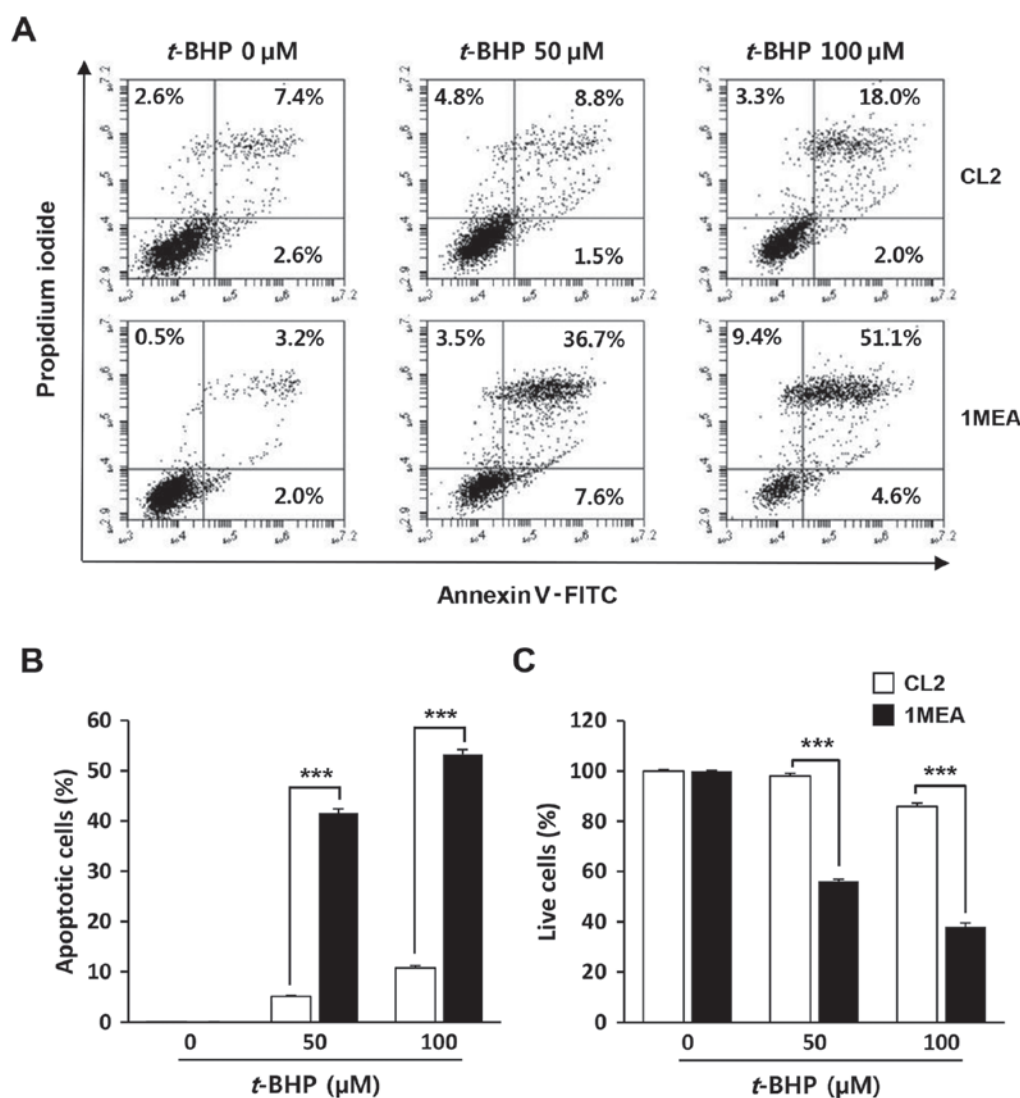 A
t-BHP 0 µM t-BHP 50 µM t-BHP 100 µM
2.6% 7.4% 4.8% 8.8% 3.3% 18.0%
CL2
2.6% 1.5% 2.0%
0.5% 3.2% 3.5% 36.7% 9.4% 51.1%
1MEA
2.0% 7.6% 4.6%
Propidium iodide
Annexin V-FITC
B
Apoptotic cells (%)
60
50
40
30
20
10
0
*** ***
0 50 100
t-BHP (µM)
C
CL2
1MEA
Live cells (%)
120
100
80
60
40
20
0
*** ***
0 50 100
t-BHP (µM)